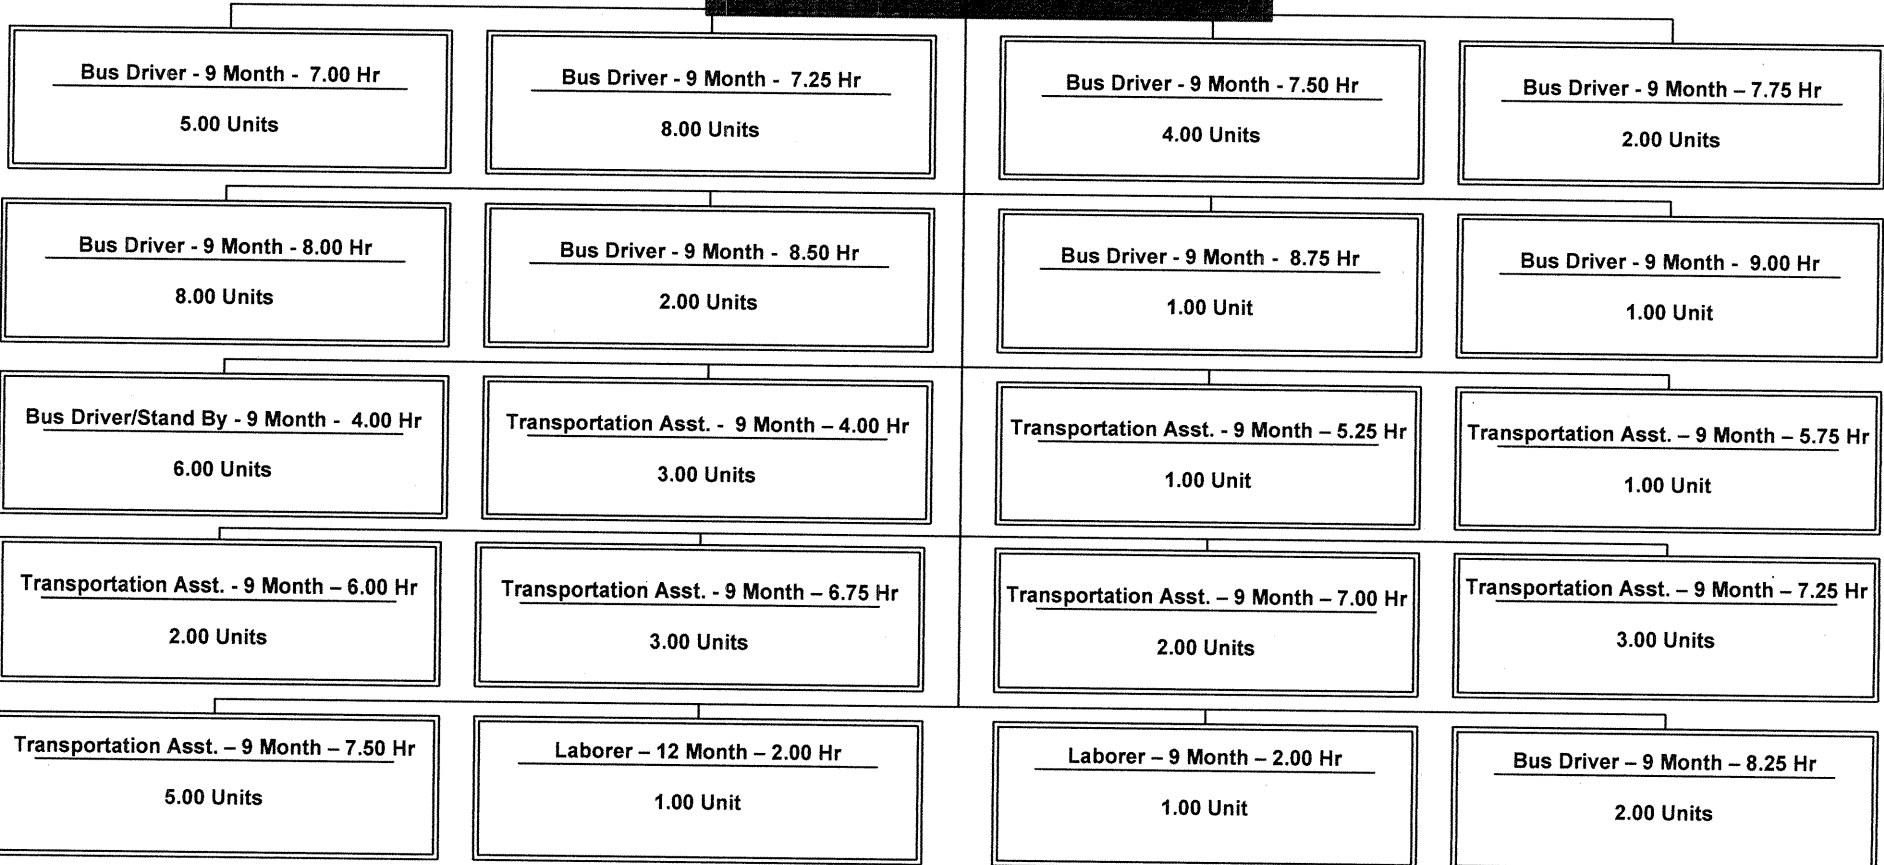 Bus Driver - 9 Month - 7.00 Hr
5.00 Units
Bus Driver - 9 Month - 7.25 Hr
8.00 Units
Bus Driver - 9 Month - 7.50 Hr
4.00 Units
Bus Driver - 9 Month – 7.75 Hr
2.00 Units
Bus Driver - 9 Month - 8.00 Hr
8.00 Units
Bus Driver - 9 Month - 8.50 Hr
2.00 Units
Bus Driver - 9 Month - 8.75 Hr
1.00 Unit
Bus Driver - 9 Month - 9.00 Hr
1.00 Unit
Bus Driver/Stand By - 9 Month - 4.00 Hr
6.00 Units
Transportation Asst. - 9 Month – 4.00 Hr
3.00 Units
Transportation Asst. - 9 Month – 5.25 Hr
1.00 Unit
Transportation Asst. – 9 Month – 5.75 Hr
1.00 Unit
Transportation Asst. - 9 Month – 6.00 Hr
2.00 Units
Transportation Asst. - 9 Month – 6.75 Hr
3.00 Units
Transportation Asst. – 9 Month – 7.00 Hr
2.00 Units
Transportation Asst. – 9 Month – 7.25 Hr
3.00 Units
Transportation Asst. – 9 Month – 7.50 Hr
5.00 Units
Laborer – 12 Month – 2.00 Hr
1.00 Unit
Laborer – 9 Month – 2.00 Hr
1.00 Unit
Bus Driver – 9 Month – 8.25 Hr
2.00 Units